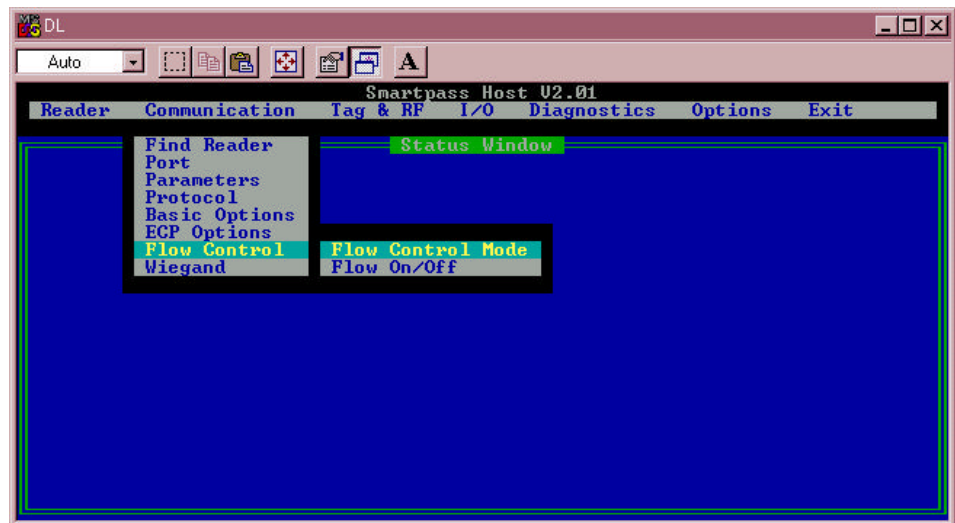 DL
Auto
A
Smartpass Host V2.01
Reader Communication Tag & RF I/O Diagnostics Options Exit
Status Window
Find Reader
Port
Parameters
Protocol
Basic Options
ECP Options
Flow Control
Wiegand
Flow Control Mode
Flow On/Off